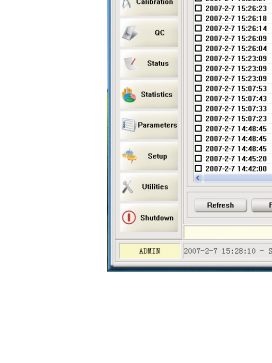 Calibration
QC
Status
Statistics
Parameters
Setup
Utilities
Shutdown
2007-2-7 15:26:23
2007-2-7 15:26:18
2007-2-7 15:26:14
2007-2-7 15:26:09
2007-2-7 15:26:04
2007-2-7 15:23:09
2007-2-7 15:23:09
2007-2-7 15:23:09
2007-2-7 15:07:53
2007-2-7 15:07:43
2007-2-7 15:07:33
2007-2-7 15:07:23
2007-2-7 14:48:45
2007-2-7 14:48:45
2007-2-7 14:48:45
2007-2-7 14:45:20
2007-2-7 14:42:00
Refresh
ADMIN 2007-2-7 15:28:10 - S